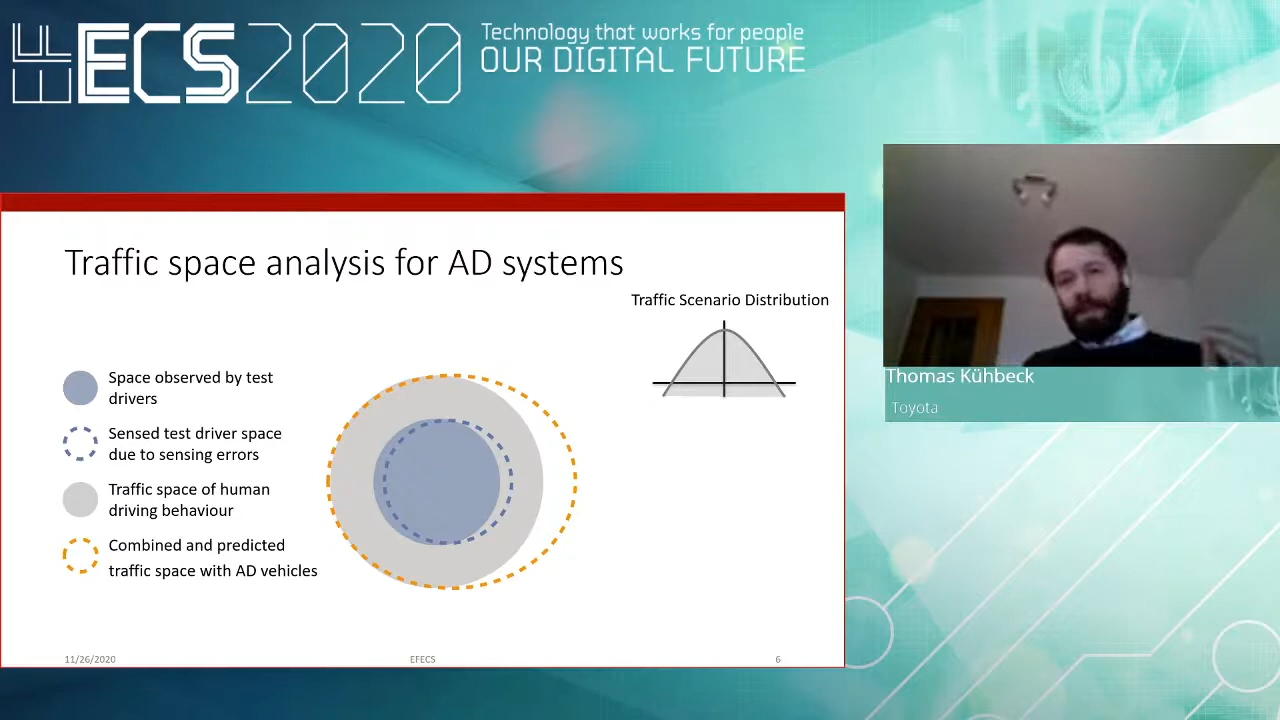 EFECS2020
Technology that works for people
OUR DIGITAL FUTURE
Traffic space analysis for AD systems
Traffic Scenario Distribution
Space observed by test
drivers
Sensed test driver space
due to sensing errors
Traffic space of human
driving behaviour
Combined and predicted
traffic space with AD vehicles
11/26/2020
EFECS
6
Thomas Kühbeck
Toyota